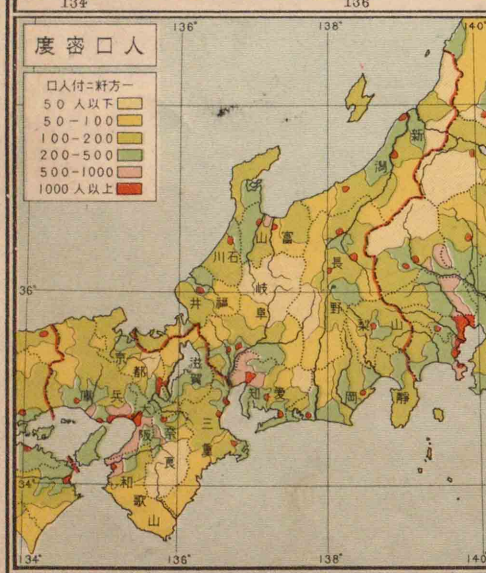 134
136
136°
140°
度密口人
口人付ニ粁方一
50人以下
50-100
100-200
200-500
500-1000
1000人以上
新
潟
富
山
川石
長
野
岐
阜
井 福
36°
梨 山
京
都
滋
賀
庫 兵
知 愛
岡 静
三
重
阪
奈
良
34°
和
歌
山
134°
136°
138°
140